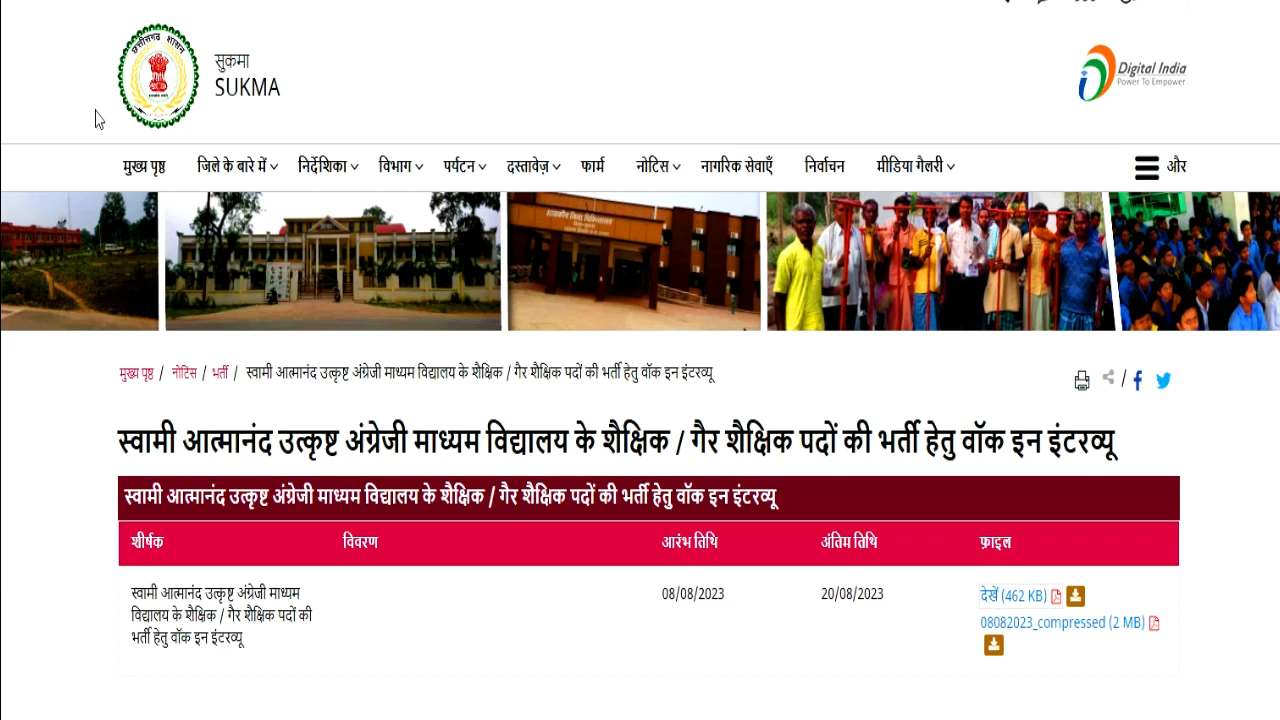 छत्तीसगढ़ शासन
सुकमा
SUKMA
Digital India
Power To Empower
मुख्य पृष्ठ जिले के बारे में निर्देशिका विभाग पर्यटन दस्तावेज़ फार्म नोटिस नागरिक सेवाएँ निर्वाचन मीडिया गैलरी और
मुख्य पृष्ठ / नोटिस / भर्ती / स्वामी आत्मानंद उत्कृष्ट अंग्रेजी माध्यम विद्यालय के शैक्षिक / गैर शैक्षिक पदों की भर्ती हेतु वॉक इन इंटरव्यू
स्वामी आत्मानंद उत्कृष्ट अंग्रेजी माध्यम विद्यालय के शैक्षिक / गैर शैक्षिक पदों की भर्ती हेतु वॉक इन इंटरव्यू
स्वामी आत्मानंद उत्कृष्ट अंग्रेजी माध्यम विद्यालय के शैक्षिक / गैर शैक्षिक पदों की भर्ती हेतु वॉक इन इंटरव्यू
शीर्षक विवरण आरंभ तिथि अंतिम तिथि फ़ाइल
स्वामी आत्मानंद उत्कृष्ट अंग्रेजी माध्यम 08/08/2023 20/08/2023 देखें (462 KB)
विद्यालय के शैक्षिक / गैर शैक्षिक पदों की 08082023_compressed (2 MB)
भर्ती हेतु वॉक इन इंटरव्यू